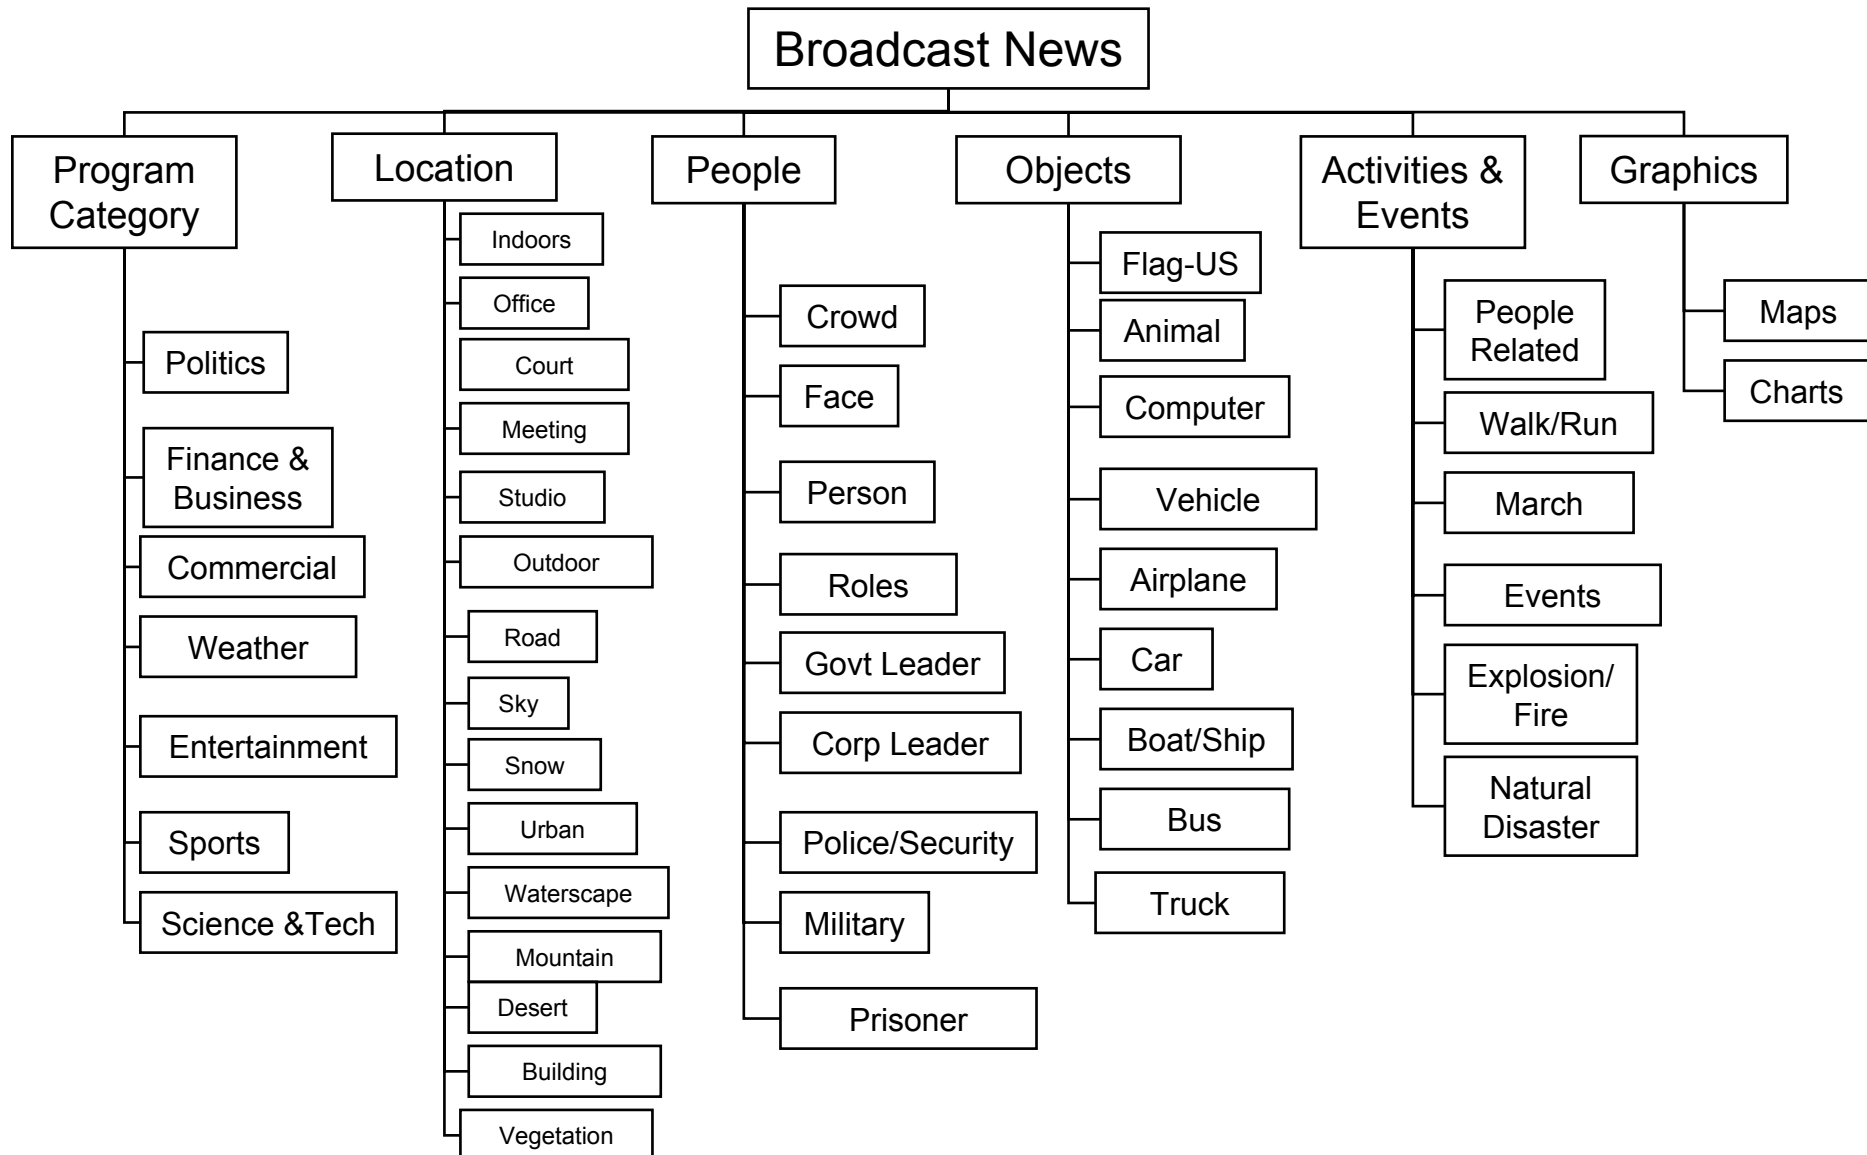 Broadcast News
Program
Category
Politics
Finance &
Business
Commercial
Weather
Entertainment
Sports
Science &Tech
Location
Indoors
Office
Court
Meeting
Studio
Outdoor
Road
Sky
Snow
Urban
Waterscape
Mountain
Desert
Building
Vegetation
People
Crowd
Face
Person
Roles
Govt Leader
Corp Leader
Police/Security
Military
Prisoner
Objects
Flag-US
Animal
Computer
Vehicle
Airplane
Car
Boat/Ship
Bus
Truck
Activities &
Events
People
Related
Walk/Run
March
Events
Explosion/
Fire
Natural
Disaster
Graphics
Maps
Charts